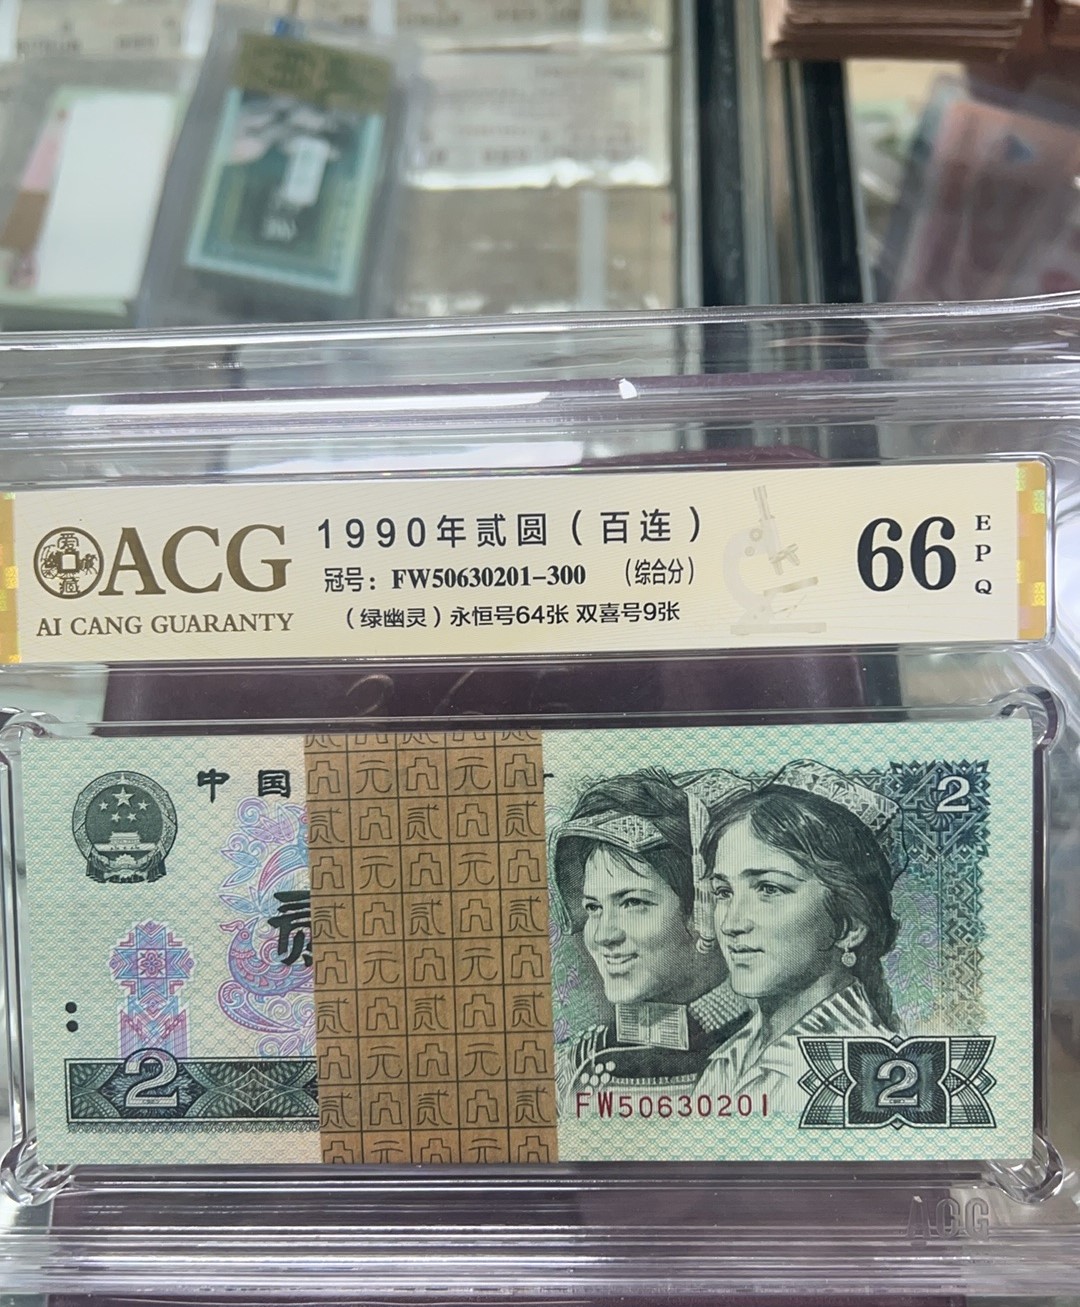 ACG
AI CANG GUARANTY
1990年贰圆（百连）
冠号：FW50630201-300 （综合分）
（绿幽灵）永恒号64张 双喜号9张
66
EPQ
中国
2
贰
2
2
FW50630201
ACG